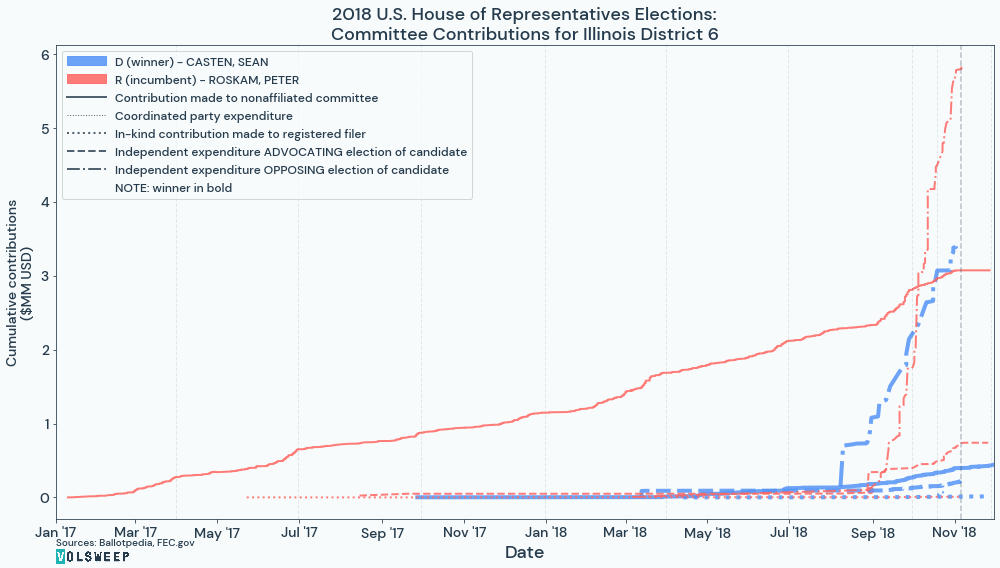 2018 U.S. House of Representatives Elections:
Committee Contributions for Illinois District 6
D (winner) – CASTEN, SEAN
R (incumbent) – ROSKAM, PETER
Contribution made to nonaffiliated committee
Coordinated party expenditure
In-kind contribution made to registered filer
Independent expenditure ADVOCATING election of candidate
Independent expenditure OPPOSING election of candidate
NOTE: winner in bold
Cumulative contributions
($MM USD)
6
5
4
3
2
1
0
Jan '17
Mar '17
May '17
Jul '17
Sep '17
Nov '17
Jan '18
Mar '18
May '18
Jul '18
Sep '18
Nov '18
Date
Sources: Ballotpedia, FEC.gov
VOLSWEEP